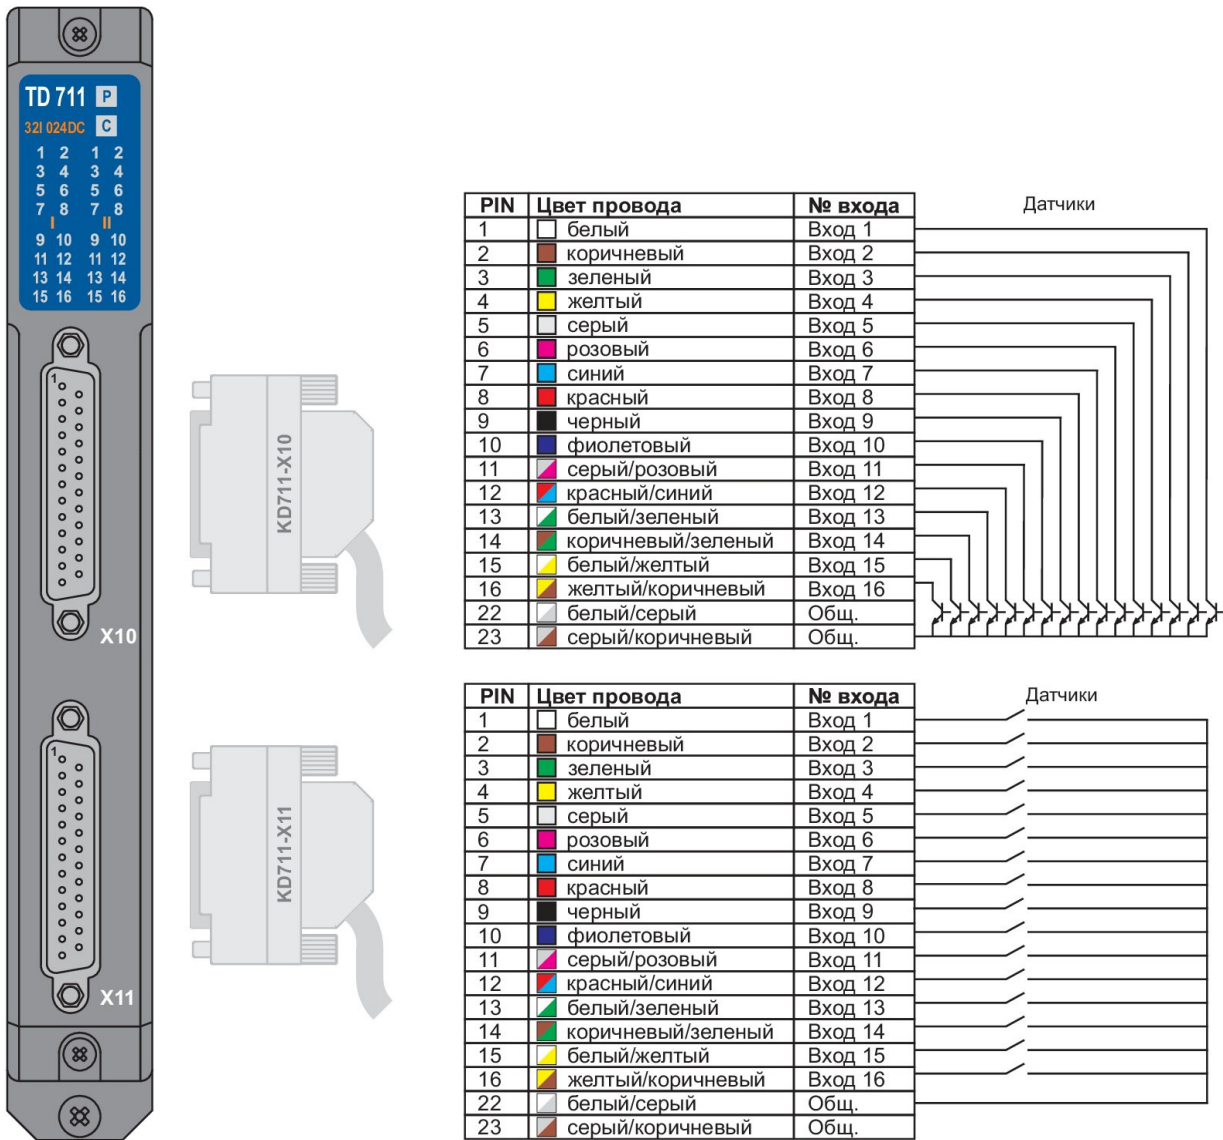 TD 711 P
32I 024DC C
1 2 1 2
3 4 3 4
5 6 5 6
7 8 7 8
I II
9 10 9 10
11 12 11 12
13 14 13 14
15 16 15 16
1
X10
1
X11
KD711-X10
KD711-X11
PIN Цвет провода № входа Датчики
1 белый Вход 1
2 коричневый Вход 2
3 зеленый Вход 3
4 желтый Вход 4
5 серый Вход 5
6 розовый Вход 6
7 синий Вход 7
8 красный Вход 8
9 черный Вход 9
10 фиолетовый Вход 10
11 серый/розовый Вход 11
12 красный/синий Вход 12
13 белый/зеленый Вход 13
14 коричневый/зеленый Вход 14
15 белый/желтый Вход 15
16 желтый/коричневый Вход 16
22 белый/серый Общ.
23 серый/коричневый Общ.
PIN Цвет провода № входа Датчики
1 белый Вход 1
2 коричневый Вход 2
3 зеленый Вход 3
4 желтый Вход 4
5 серый Вход 5
6 розовый Вход 6
7 синий Вход 7
8 красный Вход 8
9 черный Вход 9
10 фиолетовый Вход 10
11 серый/розовый Вход 11
12 красный/синий Вход 12
13 белый/зеленый Вход 13
14 коричневый/зеленый Вход 14
15 белый/желтый Вход 15
16 желтый/коричневый Вход 16
22 белый/серый Общ.
23 серый/коричневый Общ.